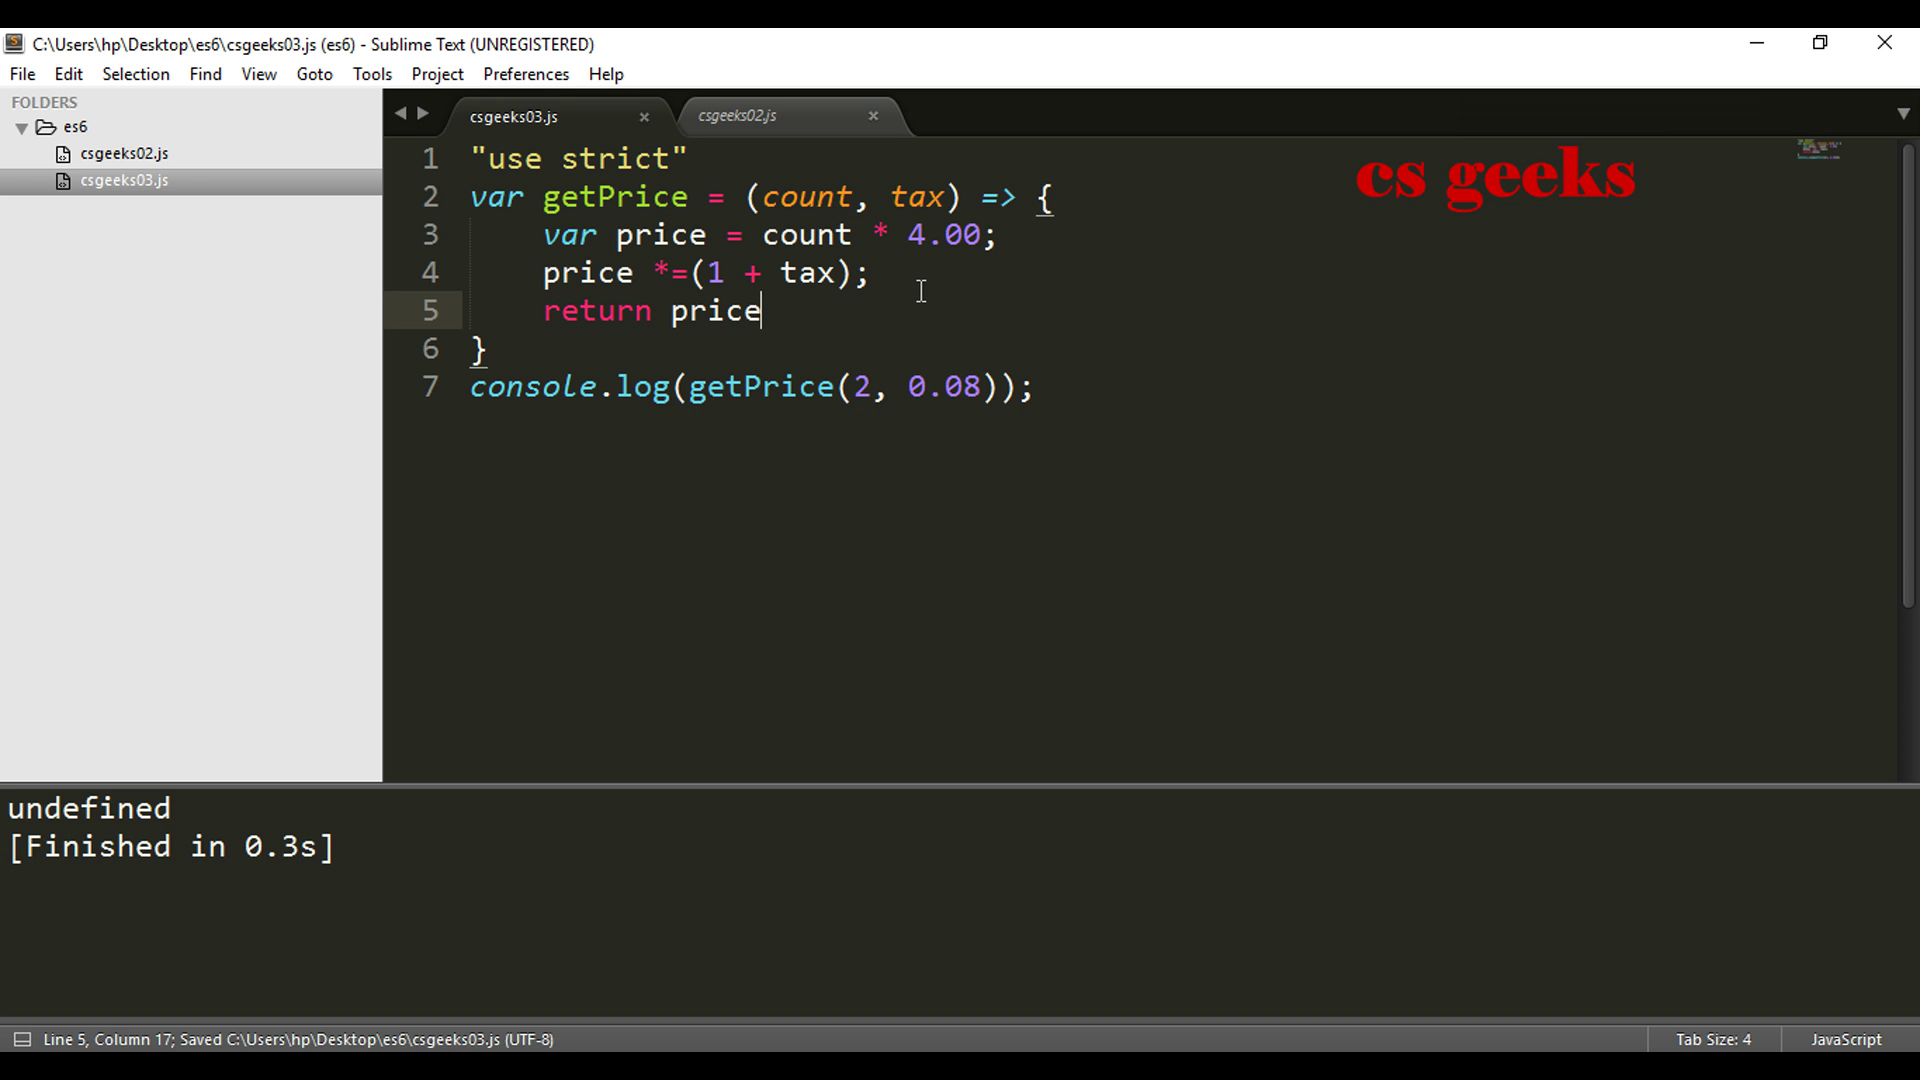 C:\Users\hp\Desktop\es6\csgeeks03.js (es6) - Sublime Text (UNREGISTERED)
File Edit Selection Find View Goto Tools Project Preferences Help
FOLDERS
es6
csgeeks02.js
csgeeks03.js
csgeeks03.js csgeeks02.js
cs geeks
1 "use strict"
2 var getPrice = (count, tax) => {
3 var price = count * 4.00;
4 price *=(1 + tax);
5 return price
6 }
7 console.log(getPrice(2, 0.08));
undefined
[Finished in 0.3s]
Line 5, Column 17; Saved C:\Users\hp\Desktop\es6\csgeeks03.js (UTF-8) Tab Size: 4 JavaScript